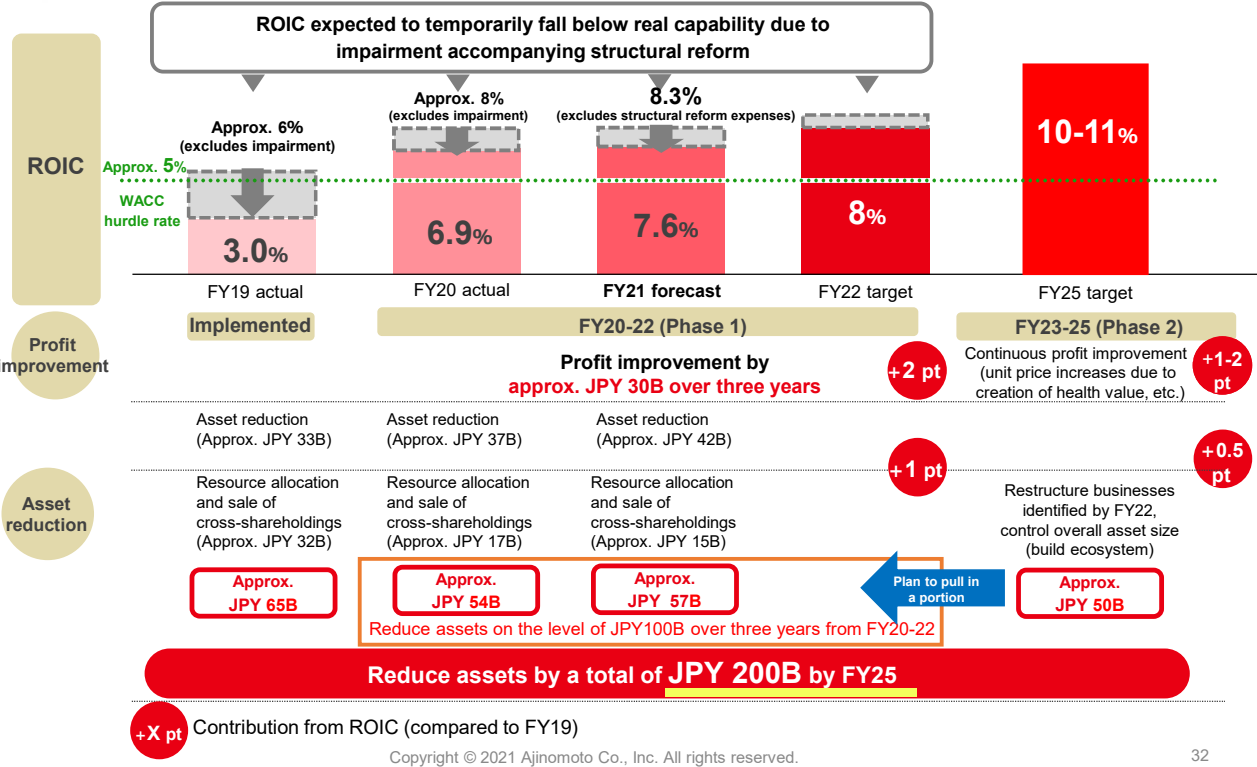 ROIC expected to temporarily fall below real capability due to
impairment accompanying structural reform
ROIC
Approx. 6%
(excludes impairment)
Approx. 8%
(excludes impairment)
8.3%
(excludes structural reform expenses)
Approx. 5%
WACC
hurdle rate
3.0%
6.9%
7.6%
8%
10-11%
FY19 actual
FY20 actual
FY21 forecast
FY22 target
FY25 target
Implemented
FY20-22 (Phase 1)
FY23-25 (Phase 2)
Profit
improvement
Profit improvement by
approx. JPY 30B over three years
+2 pt
Continuous profit improvement
(unit price increases due to
creation of health value, etc.)
+1-2
pt
Asset reduction
(Approx. JPY 33B)
Asset reduction
(Approx. JPY 37B)
Asset reduction
(Approx. JPY 42B)
+1 pt
+0.5
pt
Asset
reduction
Resource allocation
and sale of
cross-shareholdings
(Approx. JPY 32B)
Resource allocation
and sale of
cross-shareholdings
(Approx. JPY 17B)
Resource allocation
and sale of
cross-shareholdings
(Approx. JPY 15B)
Restructure businesses
identified by FY22,
control overall asset size
(build ecosystem)
Approx.
JPY 65B
Approx.
JPY 54B
Approx.
JPY 57B
Plan to pull in
a portion
Approx.
JPY 50B
Reduce assets on the level of JPY100B over three years from FY20-22
Reduce assets by a total of JPY 200B by FY25
+X pt
Contribution from ROIC (compared to FY19)
Copyright © 2021 Ajinomoto Co., Inc. All rights reserved.
32